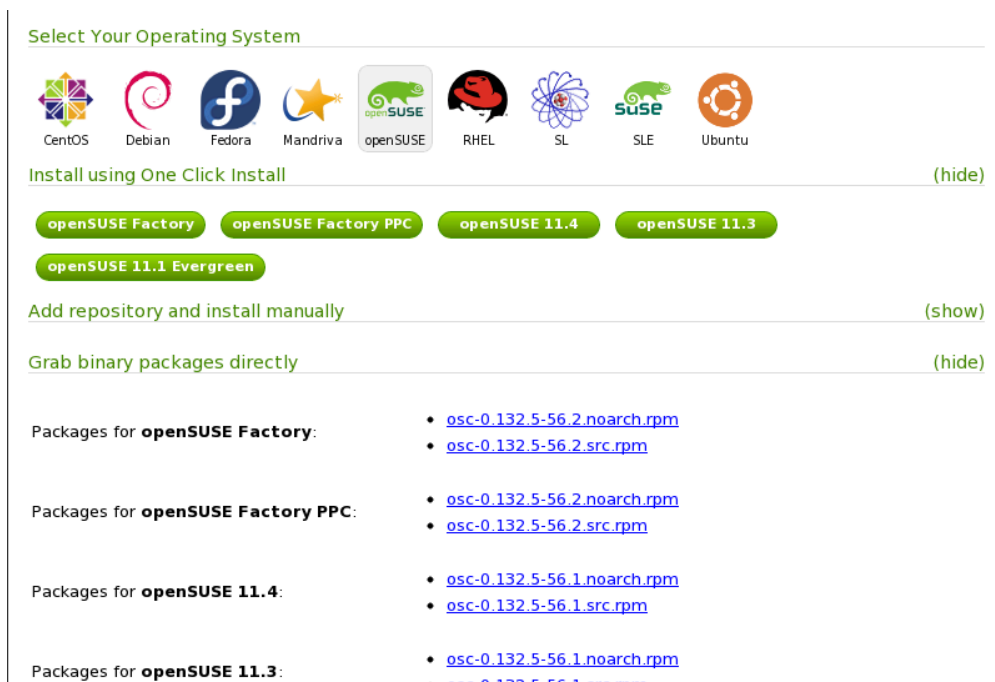 Select Your Operating System
openSUSE
suse
CentOS Debian Fedora Mandriva openSUSE RHEL SL SLE Ubuntu
Install using One Click Install (hide)
openSUSE Factory openSUSE Factory PPC openSUSE 11.4 openSUSE 11.3
openSUSE 11.1 Evergreen
Add repository and install manually (show)
Grab binary packages directly (hide)
Packages for openSUSE Factory:
• osc-0.132.5-56.2.noarch.rpm
• osc-0.132.5-56.2.src.rpm
Packages for openSUSE Factory PPC:
• osc-0.132.5-56.2.noarch.rpm
• osc-0.132.5-56.2.src.rpm
Packages for openSUSE 11.4:
• osc-0.132.5-56.1.noarch.rpm
• osc-0.132.5-56.1.src.rpm
Packages for openSUSE 11.3:
• osc-0.132.5-56.1.noarch.rpm